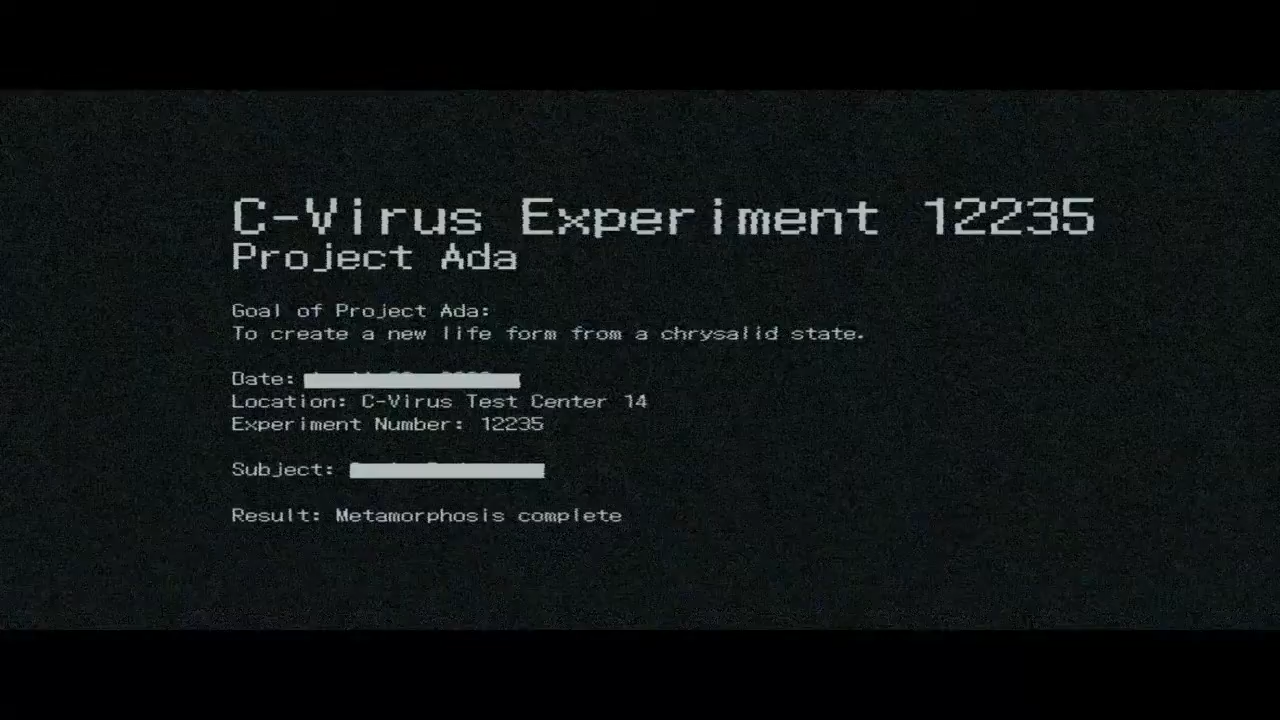 C-Virus Experiment 12235
Project Ada
Goal of Project Ada:
To create a new life form from a chrysalid state.
Date:
Location: C-Virus Test Center 14
Experiment Number: 12235
Subject:
Result: Metamorphosis complete